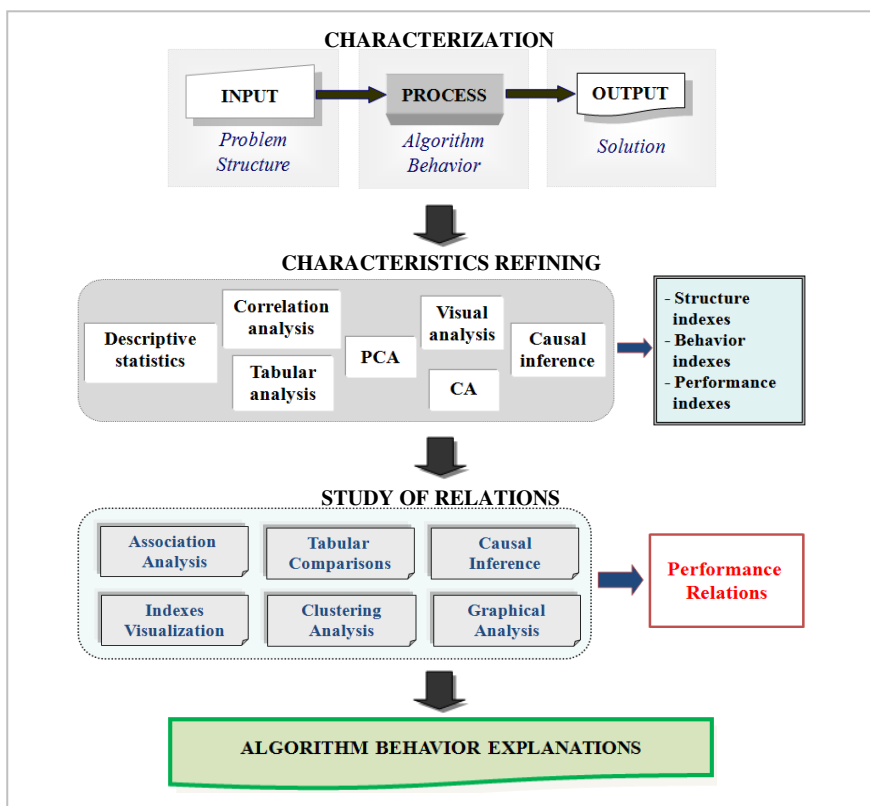 CHARACTERIZATION
INPUT
PROCESS
OUTPUT
Problem
Structure
Algorithm
Behavior
Solution
CHARACTERISTICS REFINING
Descriptive
statistics
Correlation
analysis
Tabular
analysis
PCA
Visual
analysis
CA
Causal
inference
- Structure
indexes
- Behavior
indexes
- Performance
indexes
STUDY OF RELATIONS
Association
Analysis
Tabular
Comparisons
Causal
Inference
Indexes
Visualization
Clustering
Analysis
Graphical
Analysis
Performance
Relations
ALGORITHM BEHAVIOR EXPLANATIONS